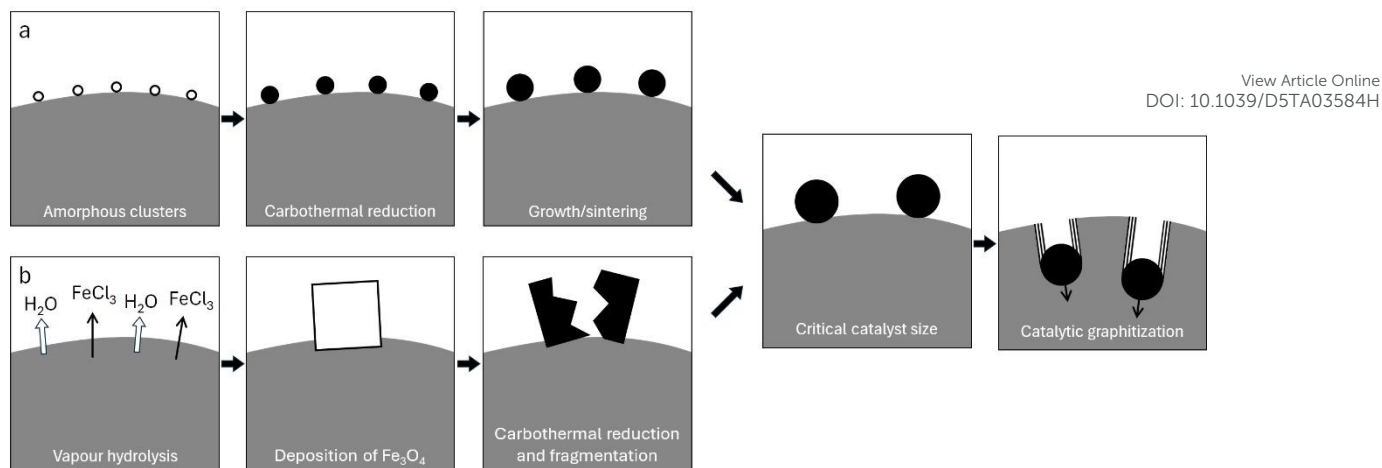 View Article Online
DOI: 10.1039/D5TA03584H
a
Amorphous clusters
Carbothermal reduction
Growth/sintering
b
H₂O
FeCl₃
H₂O
FeCl₃
Vapour hydrolysis
Deposition of Fe₃O₄
Carbothermal reduction
and fragmentation
Critical catalyst size
Catalytic graphitization